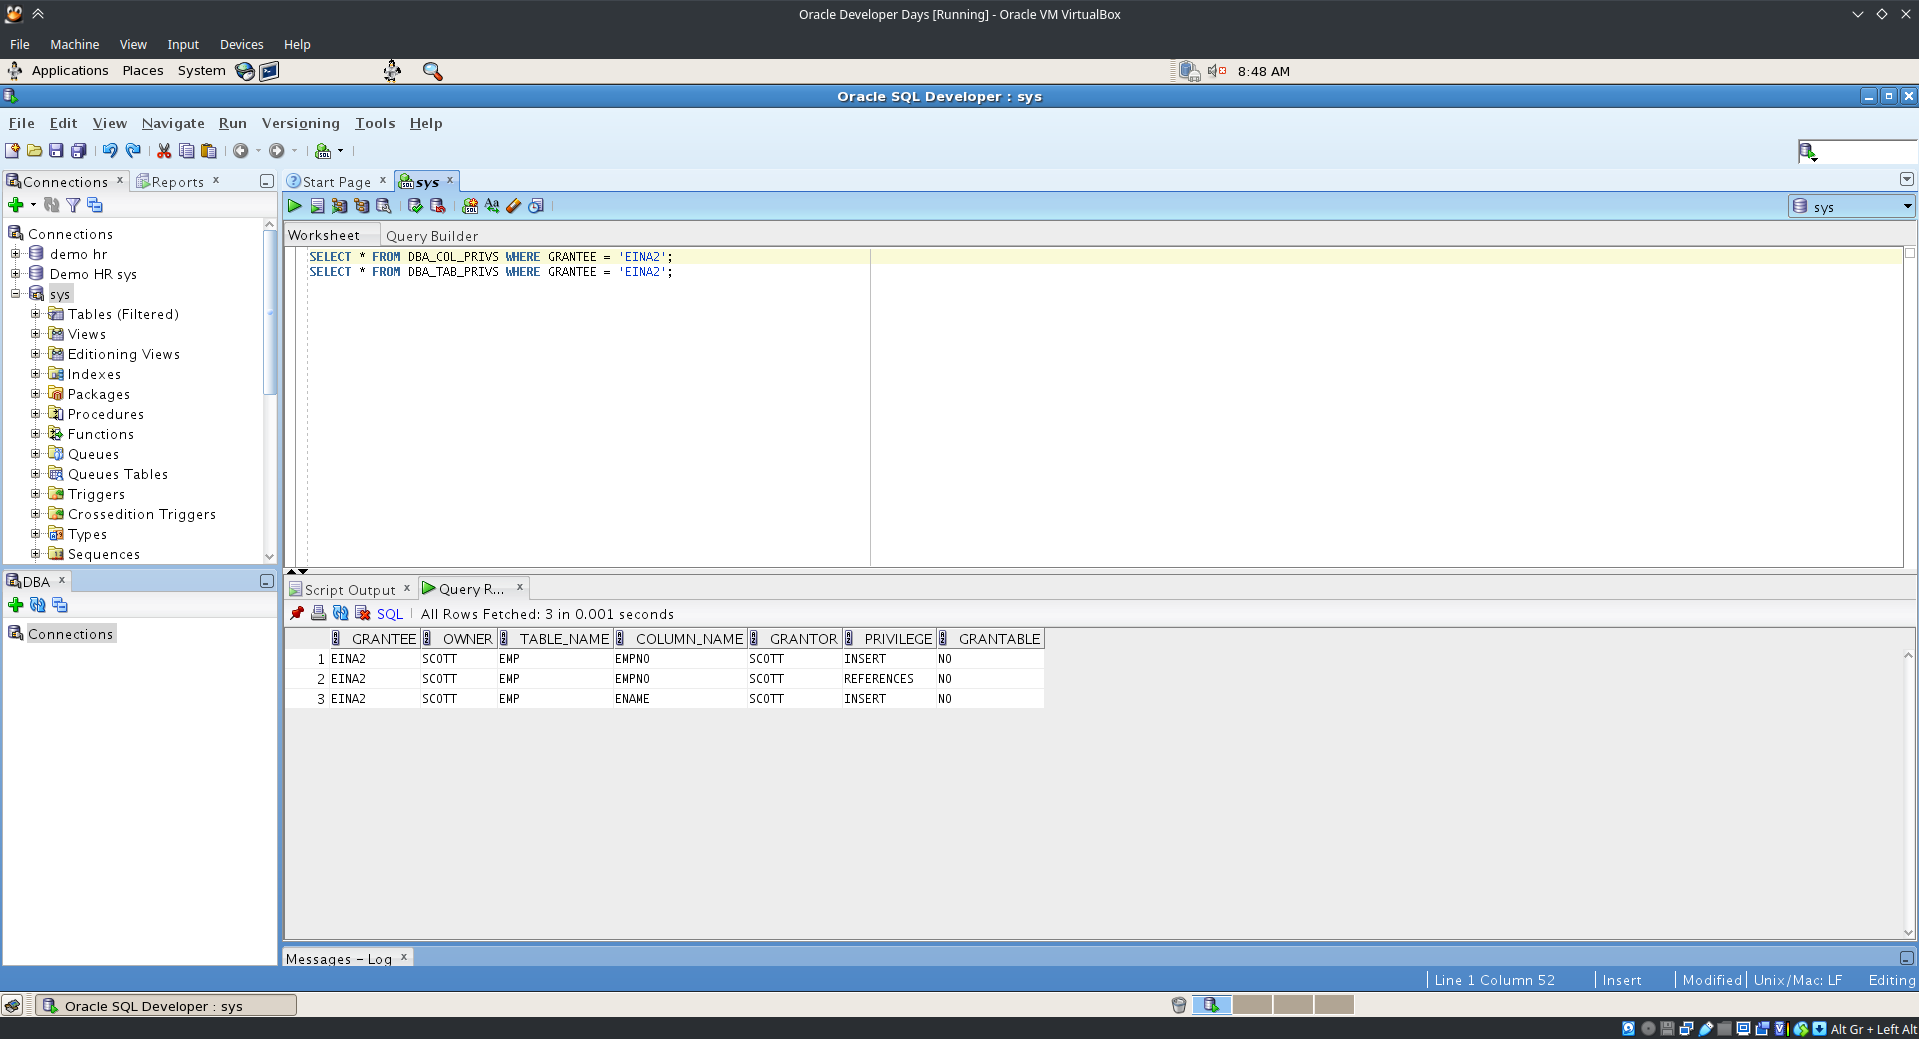 Oracle Developer Days [Running] - Oracle VM VirtualBox
File Machine View Input Devices Help
Applications Places System 8:48 AM
Oracle SQL Developer : sys
File Edit View Navigate Run Versioning Tools Help
Connections Reports
Start Page sys
sys
Worksheet Query Builder
SELECT * FROM DBA_COL_PRIVS WHERE GRANTEE = 'EINA2';
SELECT * FROM DBA_TAB_PRIVS WHERE GRANTEE = 'EINA2';
Connections
demo hr
Demo HR sys
sys
Tables (Filtered)
Views
Editioning Views
Indexes
Packages
Procedures
Functions
Queues
Queues Tables
Triggers
Crossedition Triggers
Types
Sequences
DBA
Connections
Script Output Query R...
SQL All Rows Fetched: 3 in 0.001 seconds
GRANTEE OWNER TABLE_NAME COLUMN_NAME GRANTOR PRIVILEGE GRANTABLE
1 EINA2 SCOTT EMP EMPNO SCOTT INSERT NO
2 EINA2 SCOTT EMP EMPNO SCOTT REFERENCES NO
3 EINA2 SCOTT EMP ENAME SCOTT INSERT NO
Messages - Log
Line 1 Column 52 Insert Modified Unix/Mac: LF Editing
Oracle SQL Developer : sys
Alt Gr + Left Alt